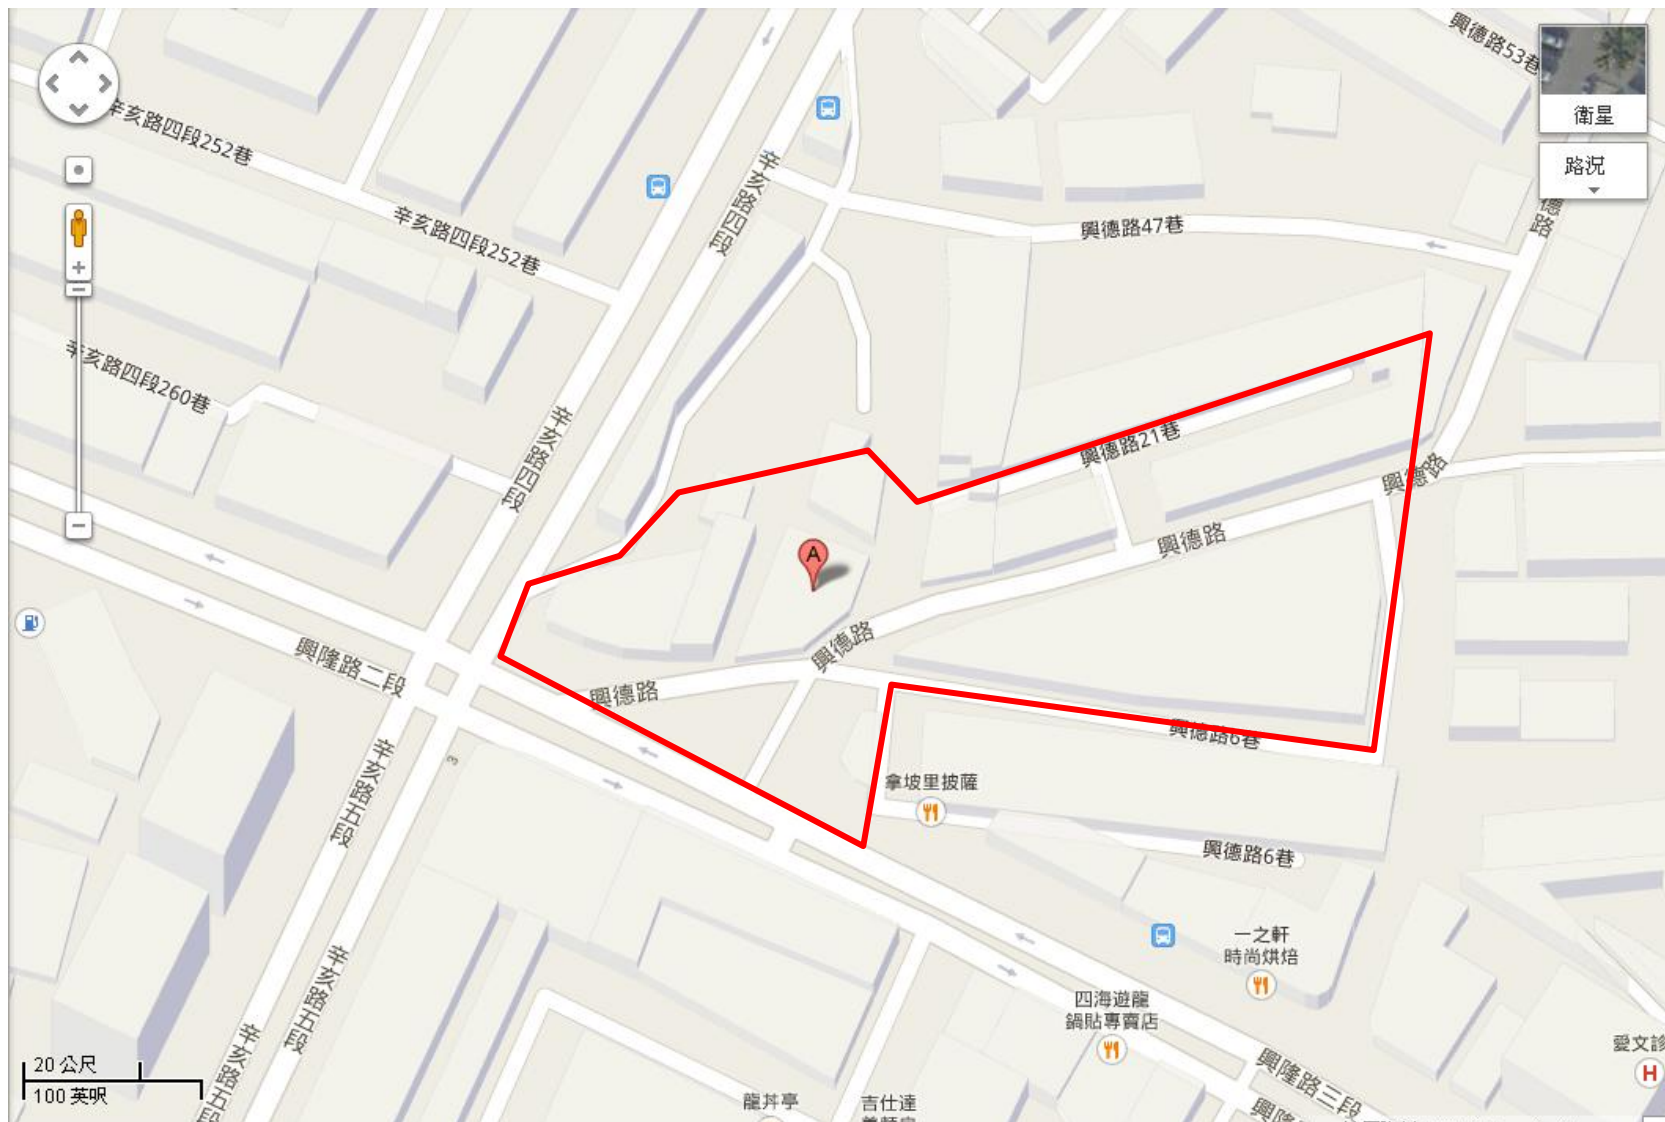 興德路53巷
衛星
辛亥路四段252巷
路況
辛亥路四段
德路
辛亥路四段252巷
興德路47巷
辛亥路四段260巷
辛亥路四段
興德路21巷
興德路
興德路
A
興德路
興隆路二段
興德路
興德路6巷
辛亥路五段
3
拿坡里披薩
興德路6巷
一之軒
時尚烘焙
辛亥路五段
四海遊龍
鍋貼專賣店
愛文診
H
辛亥路五段
20 公尺
100 英呎
興隆路三段
龍丼亭
吉仕達
興隆